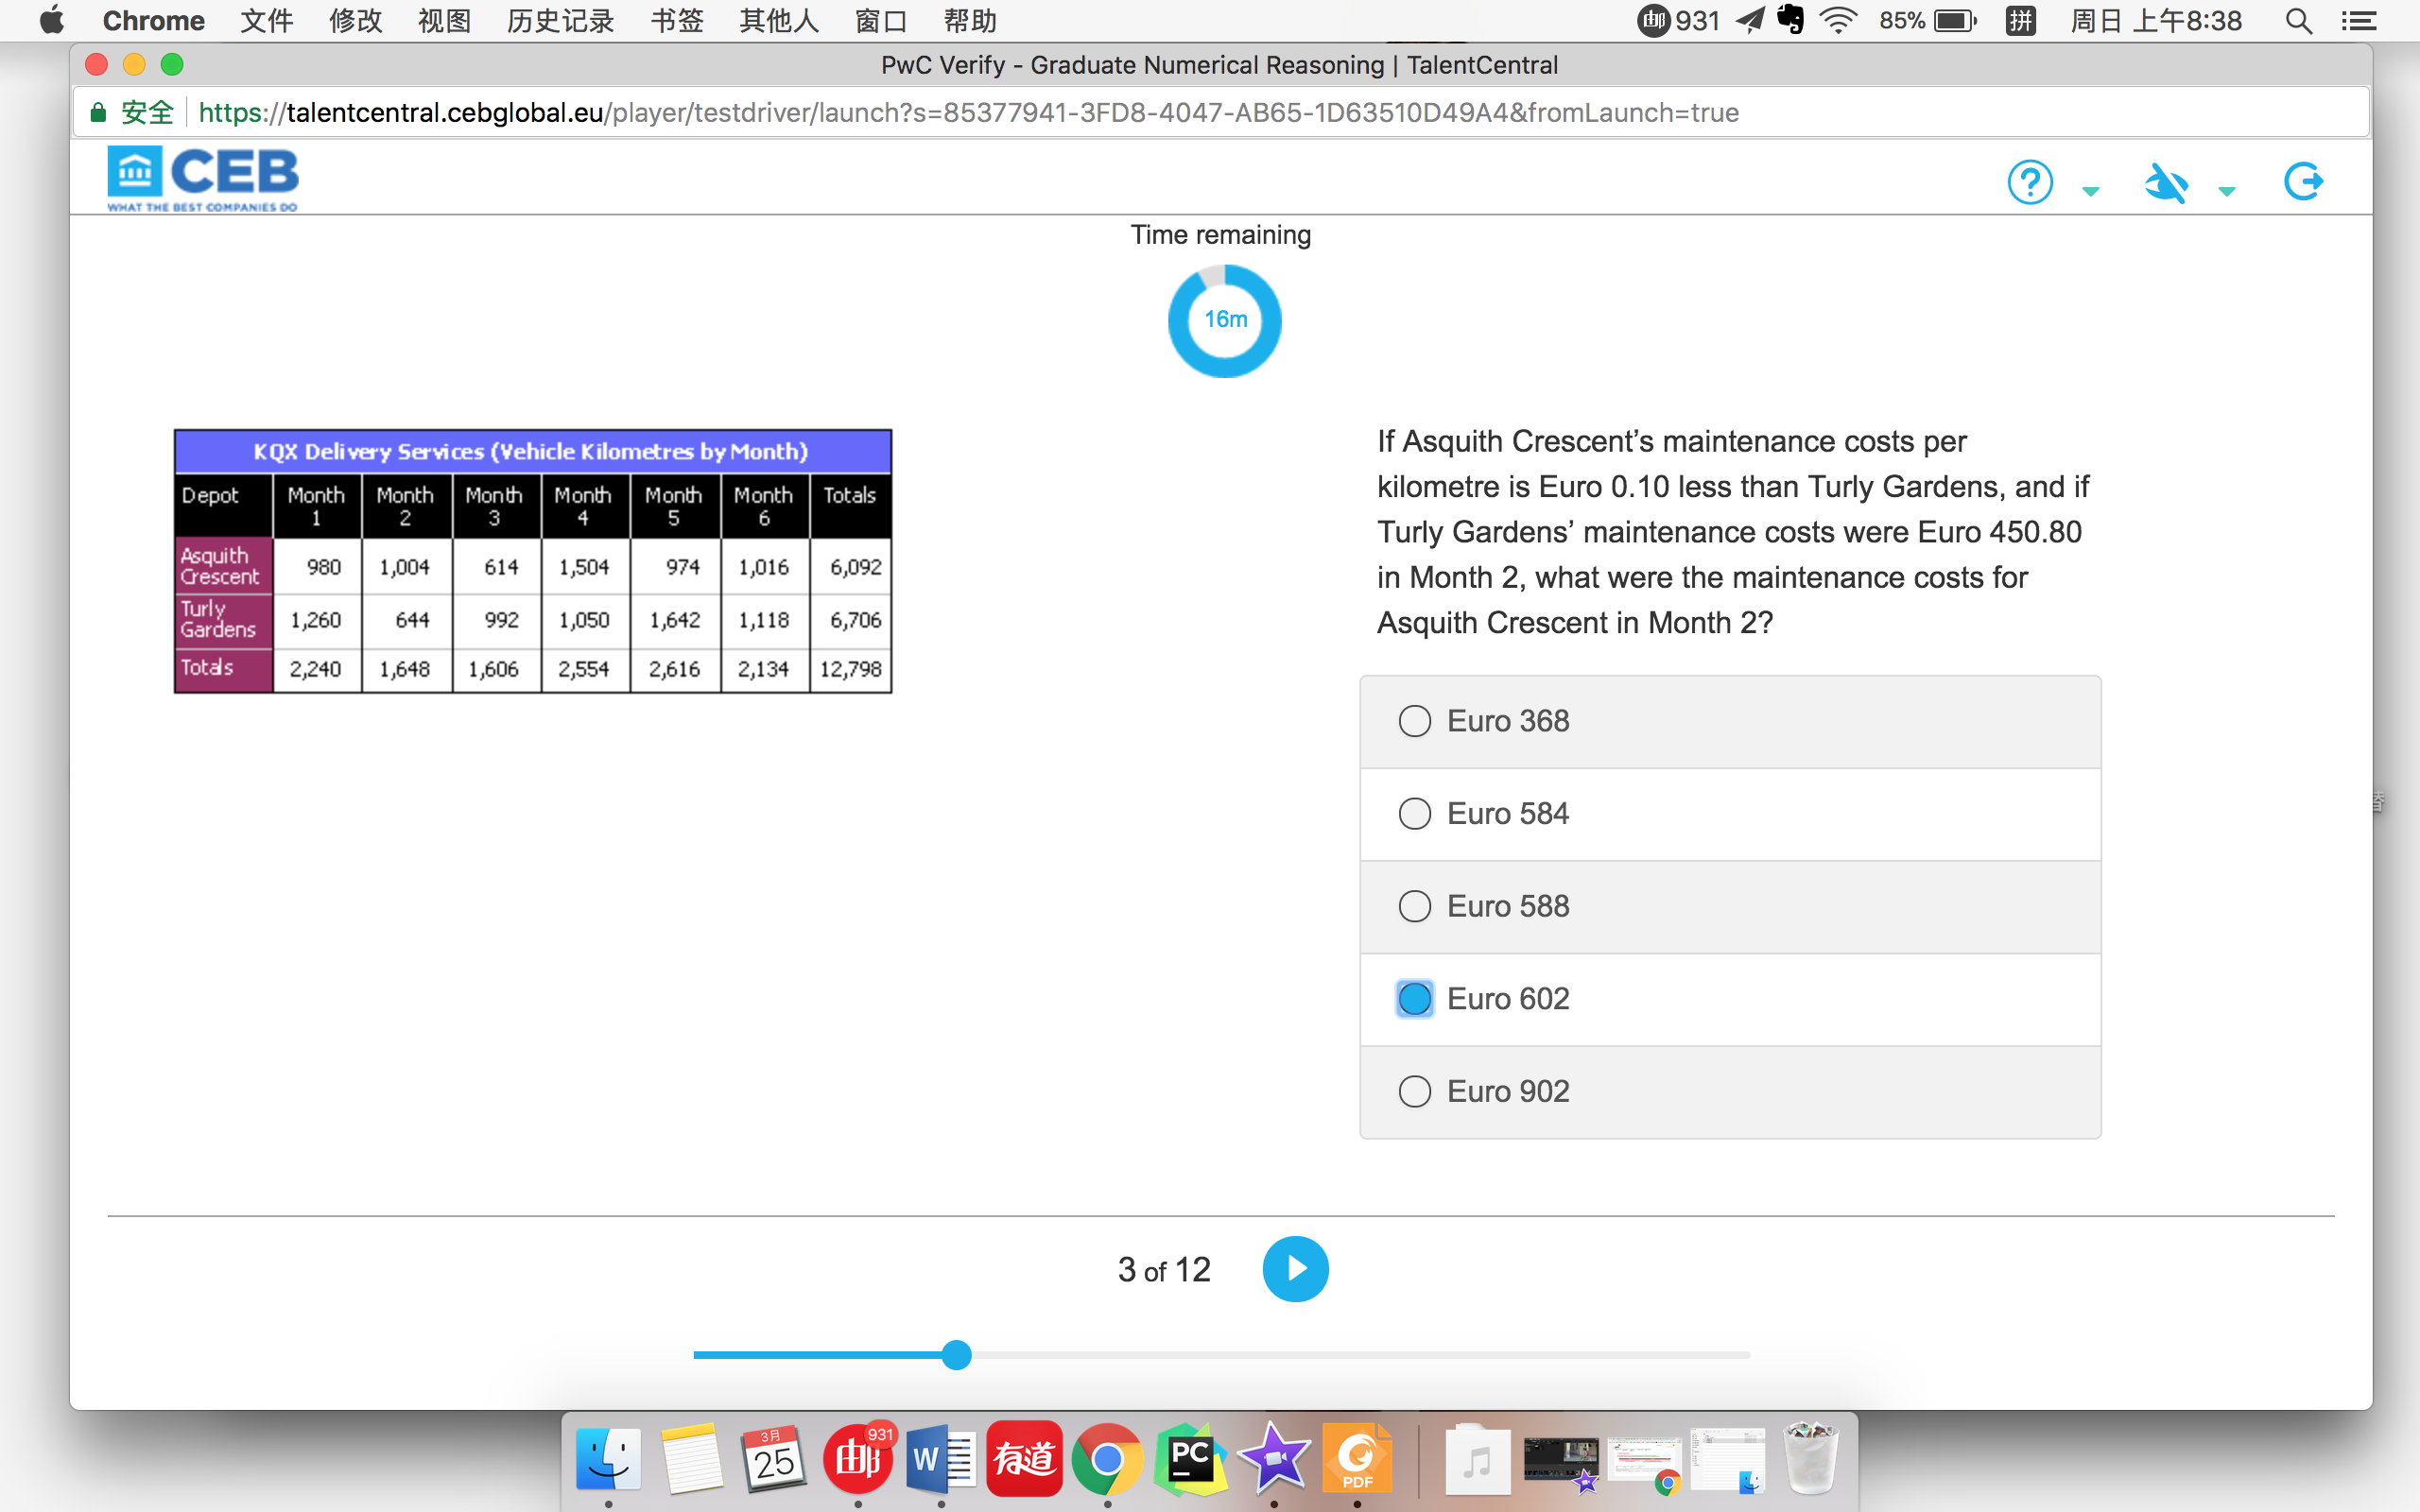 Chrome 文件 修改 视图 历史记录 书签 其他人 窗口 帮助 邮 931 85% 拼 周日 上午8:38
PwC Verify - Graduate Numerical Reasoning | TalentCentral
安全 https://talentcentral.cebglobal.eu/player/testdriver/launch?s=85377941-3FD8-4047-AB65-1D63510D49A4&fromLaunch=true
CEB
WHAT THE BEST COMPANIES DO
Time remaining
16m
KQX Delivery Services (Vehicle Kilometres by Month)
Depot Month 1 Month 2 Month 3 Month 4 Month 5 Month 6 Totals
Asquith Crescent 980 1,004 614 1,504 974 1,016 6,092
Turly Gardens 1,260 644 992 1,050 1,642 1,118 6,706
Totals 2,240 1,648 1,606 2,554 2,616 2,134 12,798
If Asquith Crescent’s maintenance costs per
kilometre is Euro 0.10 less than Turly Gardens, and if
Turly Gardens’ maintenance costs were Euro 450.80
in Month 2, what were the maintenance costs for
Asquith Crescent in Month 2?
Euro 368
Euro 584
Euro 588
Euro 602
Euro 902
3 of 12
3月
25
邮 931
W
有道
PC
PDF